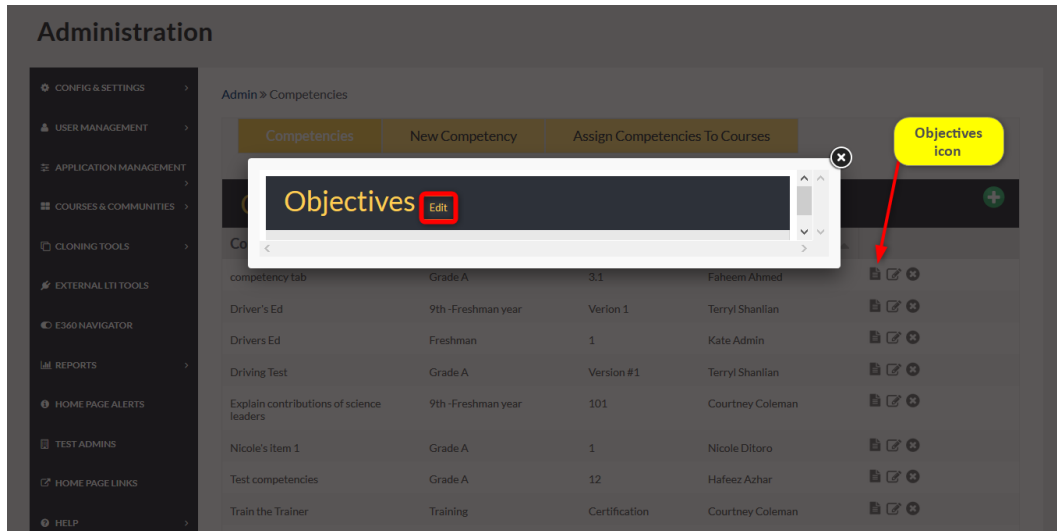 Administration
CONFIG & SETTINGS
USER MANAGEMENT
APPLICATION MANAGEMENT
COURSES & COMMUNITIES
CLONING TOOLS
EXTERNAL LTI TOOLS
E360 NAVIGATOR
REPORTS
HOME PAGE ALERTS
TEST ADMINS
HOME PAGE LINKS
HELP
Admin » Competencies
Competencies New Competency Assign Competencies To Courses
Objectives
icon
Objectives Edit
Co
competency tab Grade A 3.1 Faheem Ahmed
Driver's Ed 9th -Freshman year Verion 1 Terryl Shanlian
Drivers Ed Freshman 1 Kate Admin
Driving Test Grade A Version #1 Terryl Shanlian
Explain contributions of science 9th -Freshman year 101 Courtney Coleman
leaders
Nicole's item 1 Grade A 1 Nicole Ditoro
Test competencies Grade A 12 Hafeez Azhar
Train the Trainer Training Certification Courtney Coleman